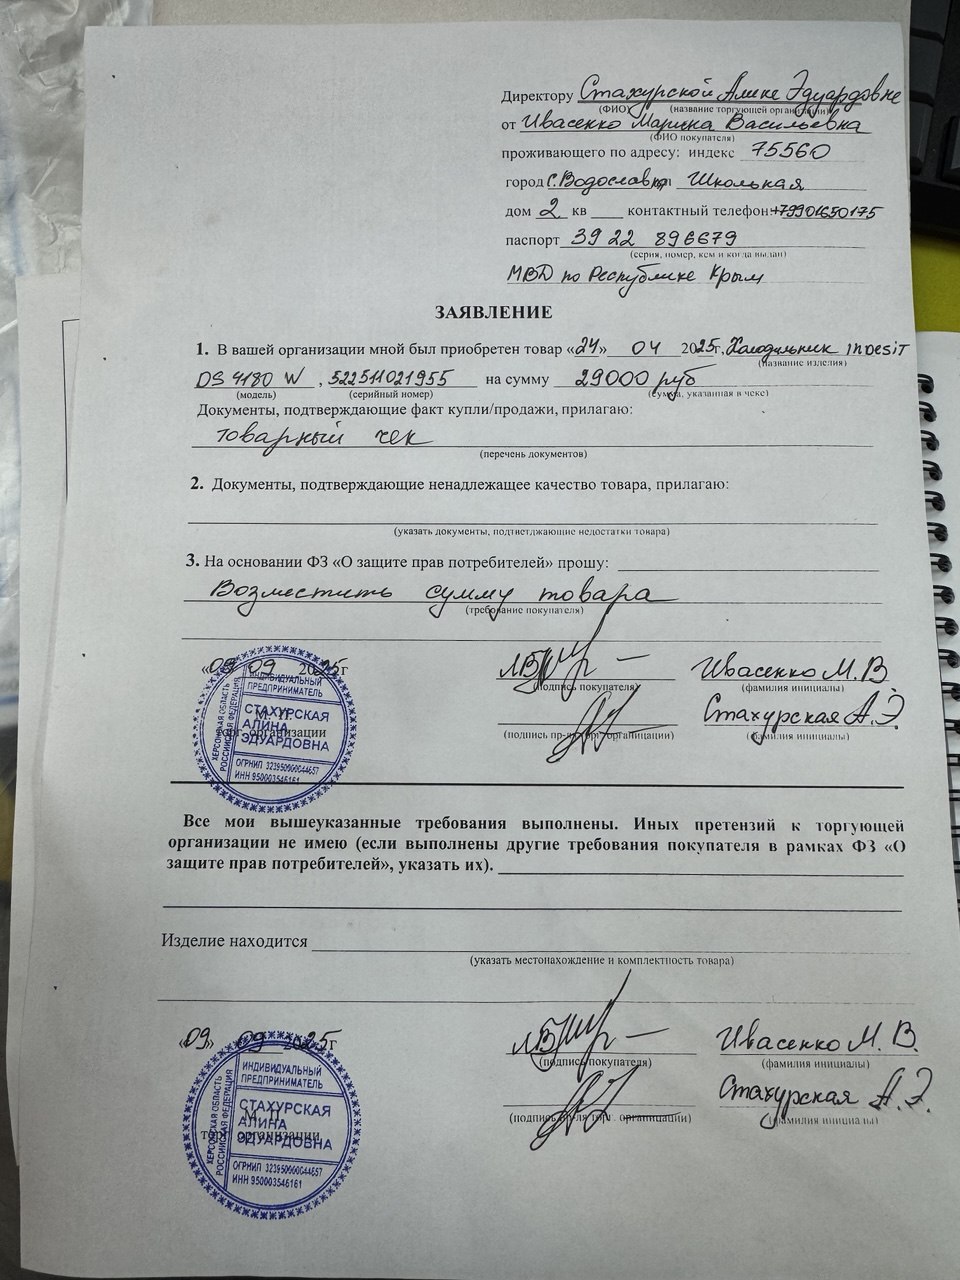 Директору Стахурской Алине Эдуардовне
(ФИО) (название торгующей организации)
от Ивасенко Марина Васильевна
(ФИО покупателя)
проживающего по адресу: индекс 75560
город с. Водославка Школьная
дом 2 кв ____ контактный телефон +79901650175
паспорт 39 22 896679
(серия, номер, кем и когда выдан)
МВД по Республике Крым
ЗАЯВЛЕНИЕ
1. В вашей организации мной был приобретен товар «24» 04 2025г, Холодильник INDESIT
(название изделия)
DS 4180 W , 522511021955 на сумму 29000 руб
(модель) (серийный номер) (сумма, указанная в чеке)
Документы, подтверждающие факт купли/продажи, прилагаю:
товарный чек
(перечень документов)
2. Документы, подтверждающие ненадлежащее качество товара, прилагаю:
(указать документы, подтветджающие недостатки товара)
3. На основании ФЗ «О защите прав потребителей» прошу:
Возместить сумму товара
(требование покупателя)
«09 09 2025г
Ивасенко М. В.
(подпись покупателя) (фамилия инициалы)
Стахурская А. Э.
(подпись пр-ля торг организации) (фамилия инициалы)
М. П.
торг. организации
ХЕРСОНСКАЯ ОБЛАСТЬ
РОССИЙСКАЯ ФЕДЕРАЦИЯ
ИНДИВИДУАЛЬНЫЙ
ПРЕДПРИНИМАТЕЛЬ
СТАХУРСКАЯ
АЛИНА
ЭДУАРДОВНА
ОГРНИП 323950000044657
ИНН 950003546161
Все мои вышеуказанные требования выполнены. Иных претензий к торгующей
организации не имею (если выполнены другие требования покупателя в рамках ФЗ «О
защите прав потребителей», указать их).
Изделие находится
(указать местонахождение и комплектность товара)
«09» 09 2025г
Ивасенко М. В.
(подпись покупателя) (фамилия инициалы)
Стахурская А. Э.
(подпись пр-ля торг. организации) (фамилия инициалы)
М. П.
торг. организации
ХЕРСОНСКАЯ ОБЛАСТЬ
РОССИЙСКАЯ ФЕДЕРАЦИЯ
ИНДИВИДУАЛЬНЫЙ
ПРЕДПРИНИМАТЕЛЬ
СТАХУРСКАЯ
АЛИНА
ЭДУАРДОВНА
ОГРНИП 323950000044657
ИНН 950003546161